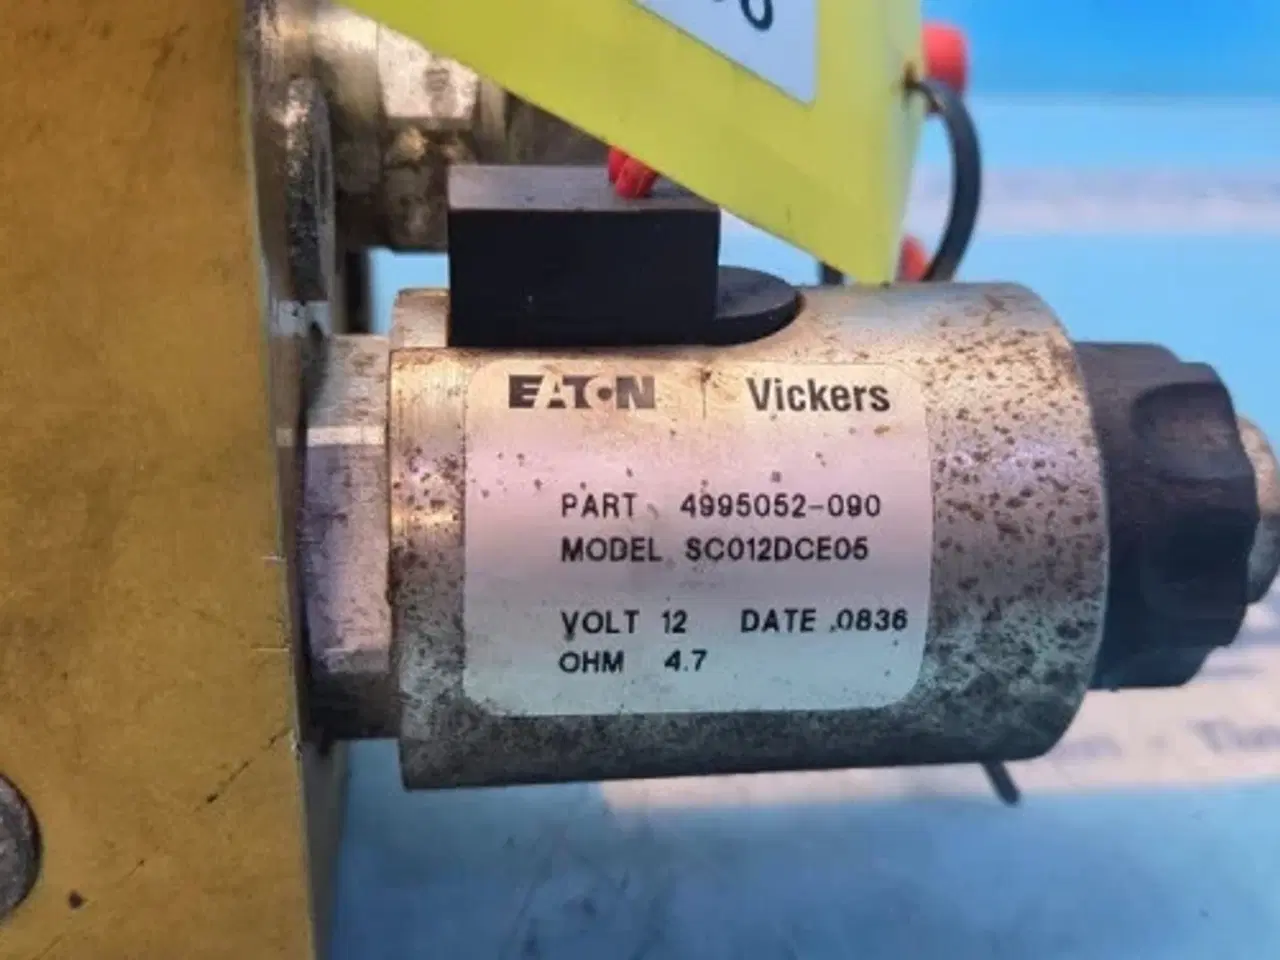 EATON Vickers
PART 4995052-090
MODEL SC012DCE05
VOLT 12 DATE 0836
OHM 4.7